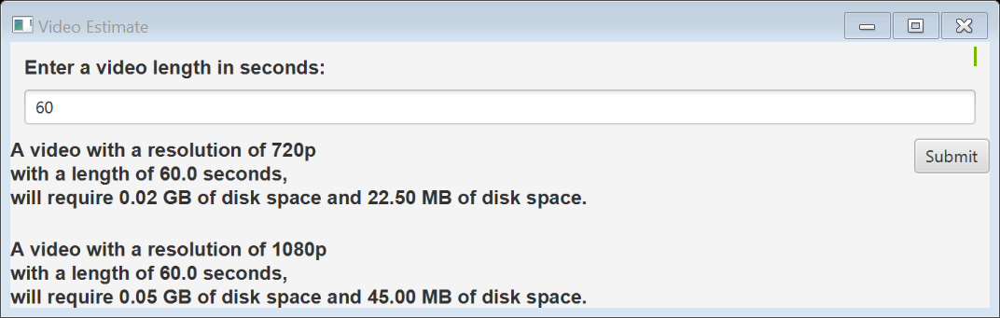 Video Estimate
Enter a video length in seconds:
60
A video with a resolution of 720p
with a length of 60.0 seconds,
will require 0.02 GB of disk space and 22.50 MB of disk space.
Submit
A video with a resolution of 1080p
with a length of 60.0 seconds,
will require 0.05 GB of disk space and 45.00 MB of disk space.